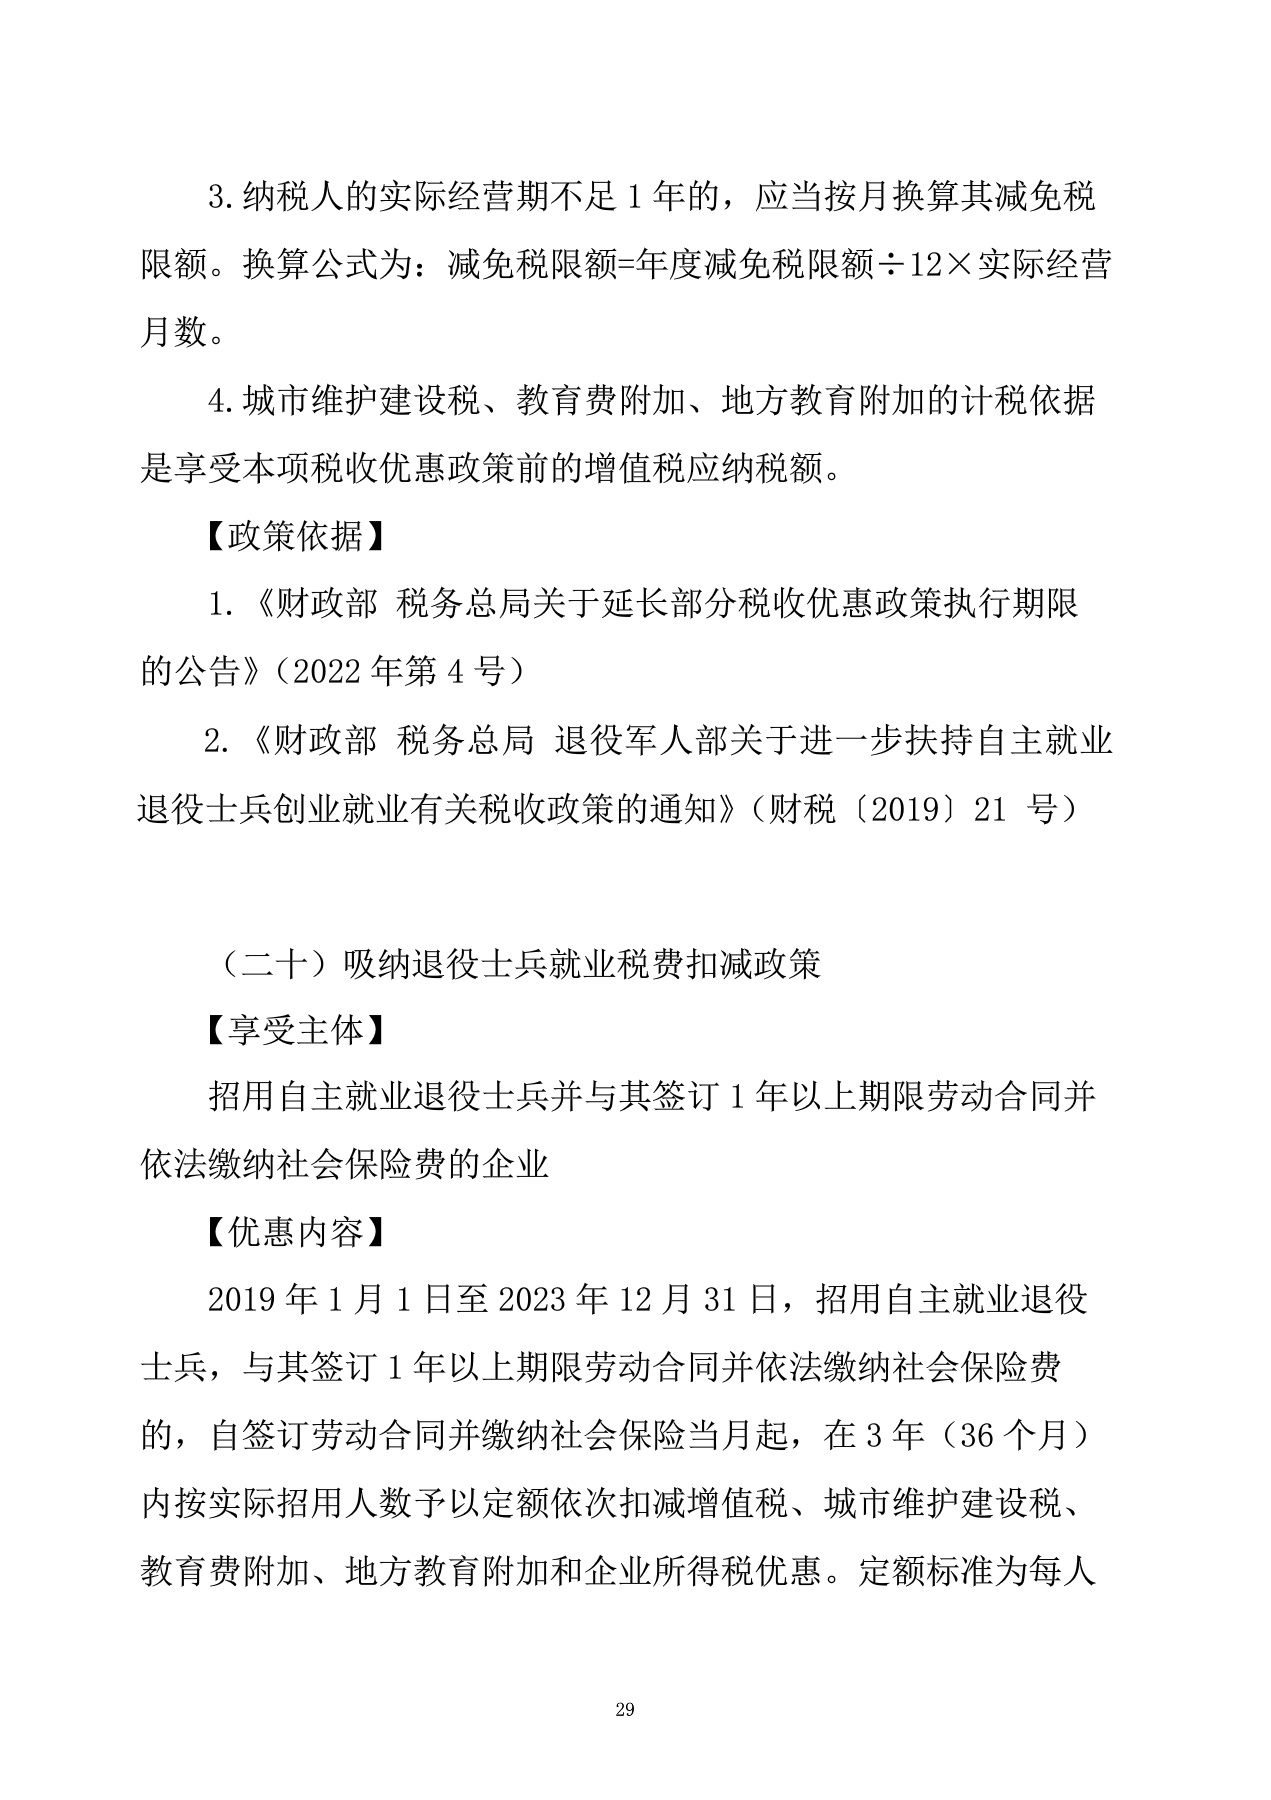 3.纳税人的实际经营期不足 1 年的，应当按月换算其减免税
限额。换算公式为：减免税限额=年度减免税限额÷12×实际经营
月数。
4.城市维护建设税、教育费附加、地方教育附加的计税依据
是享受本项税收优惠政策前的增值税应纳税额。
【政策依据】
1.《财政部 税务总局关于延长部分税收优惠政策执行期限
的公告》（2022 年第 4 号）
2.《财政部 税务总局 退役军人部关于进一步扶持自主就业
退役士兵创业就业有关税收政策的通知》（财税〔2019〕21 号）
（二十）吸纳退役士兵就业税费扣减政策
【享受主体】
招用自主就业退役士兵并与其签订 1 年以上期限劳动合同并
依法缴纳社会保险费的企业
【优惠内容】
2019 年 1 月 1 日至 2023 年 12 月 31 日，招用自主就业退役
士兵，与其签订 1 年以上期限劳动合同并依法缴纳社会保险费
的，自签订劳动合同并缴纳社会保险当月起，在 3 年（36 个月）
内按实际招用人数予以定额依次扣减增值税、城市维护建设税、
教育费附加、地方教育附加和企业所得税优惠。定额标准为每人
29